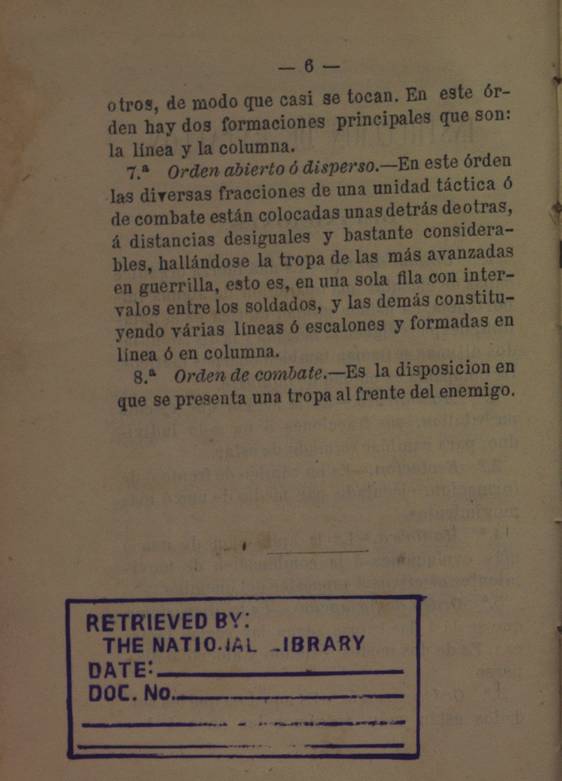 — 6 —
otros, de modo que casi se tocan. En este ór-
den hay dos formaciones principales que son:
la línea y la columna.
7.ª Orden abierto ó disperso.—En este órden
las diversas fracciones de una unidad táctica ó
de combate están colocadas unas detrás de otras,
á distancias desiguales y bastante considera-
bles, hallándose la tropa de las más avanzadas
en guerrilla, esto es, en una sola fila con inter-
valos entre los soldados, y las demás constitu-
yendo várias líneas ó escalones y formadas en
línea ó en columna.
8.ª Orden de combate.—Es la disposicion en
que se presenta una tropa al frente del enemigo.
RETRIEVED BY:
THE NATIONAL LIBRARY
DATE:
DOC. No.